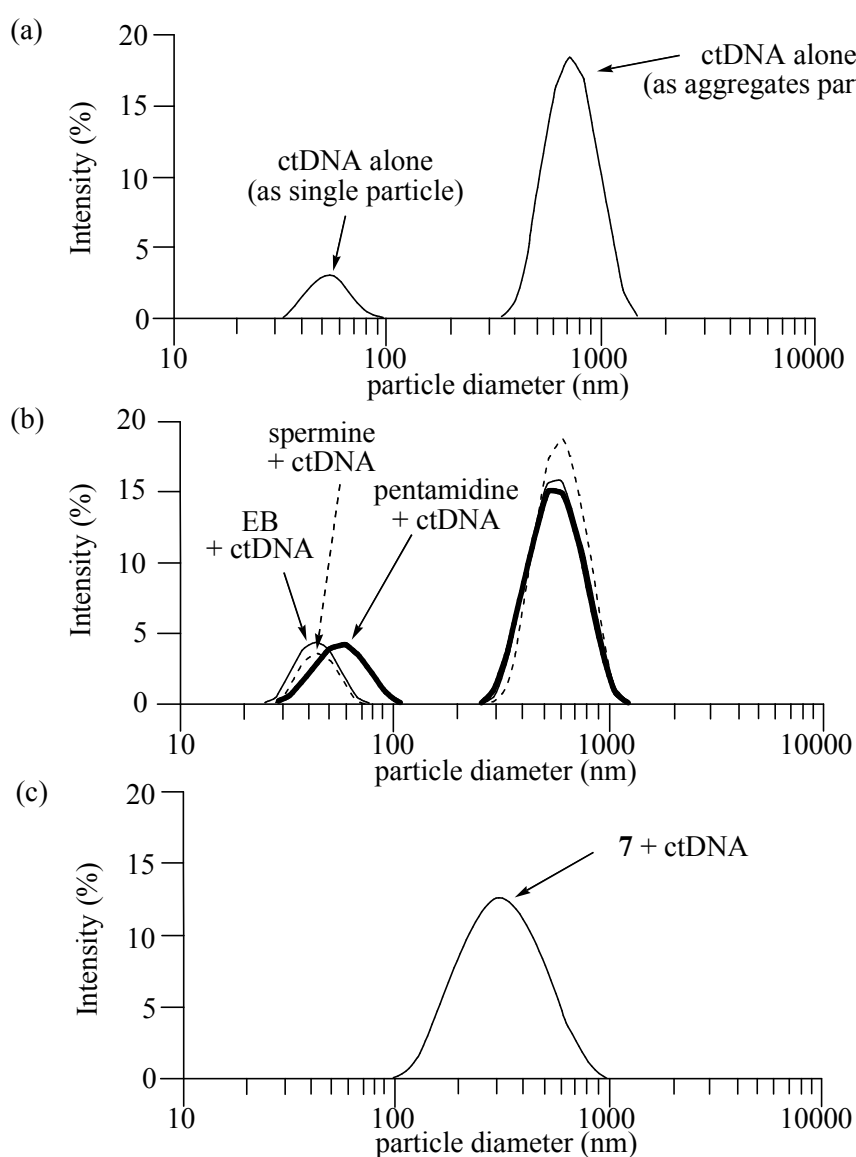 (a)
20
15
10
5
0
Intensity (%)
ctDNA alone
(as single particle)
ctDNA alone
(as aggregates par
10
100
1000
10000
particle diameter (nm)
(b)
20
15
10
5
0
Intensity (%)
spermine
+ ctDNA
EB
+ ctDNA
pentamidine
+ ctDNA
10
100
1000
10000
particle diameter (nm)
(c)
20
15
10
5
0
Intensity (%)
7 + ctDNA
10
100
1000
10000
particle diameter (nm)